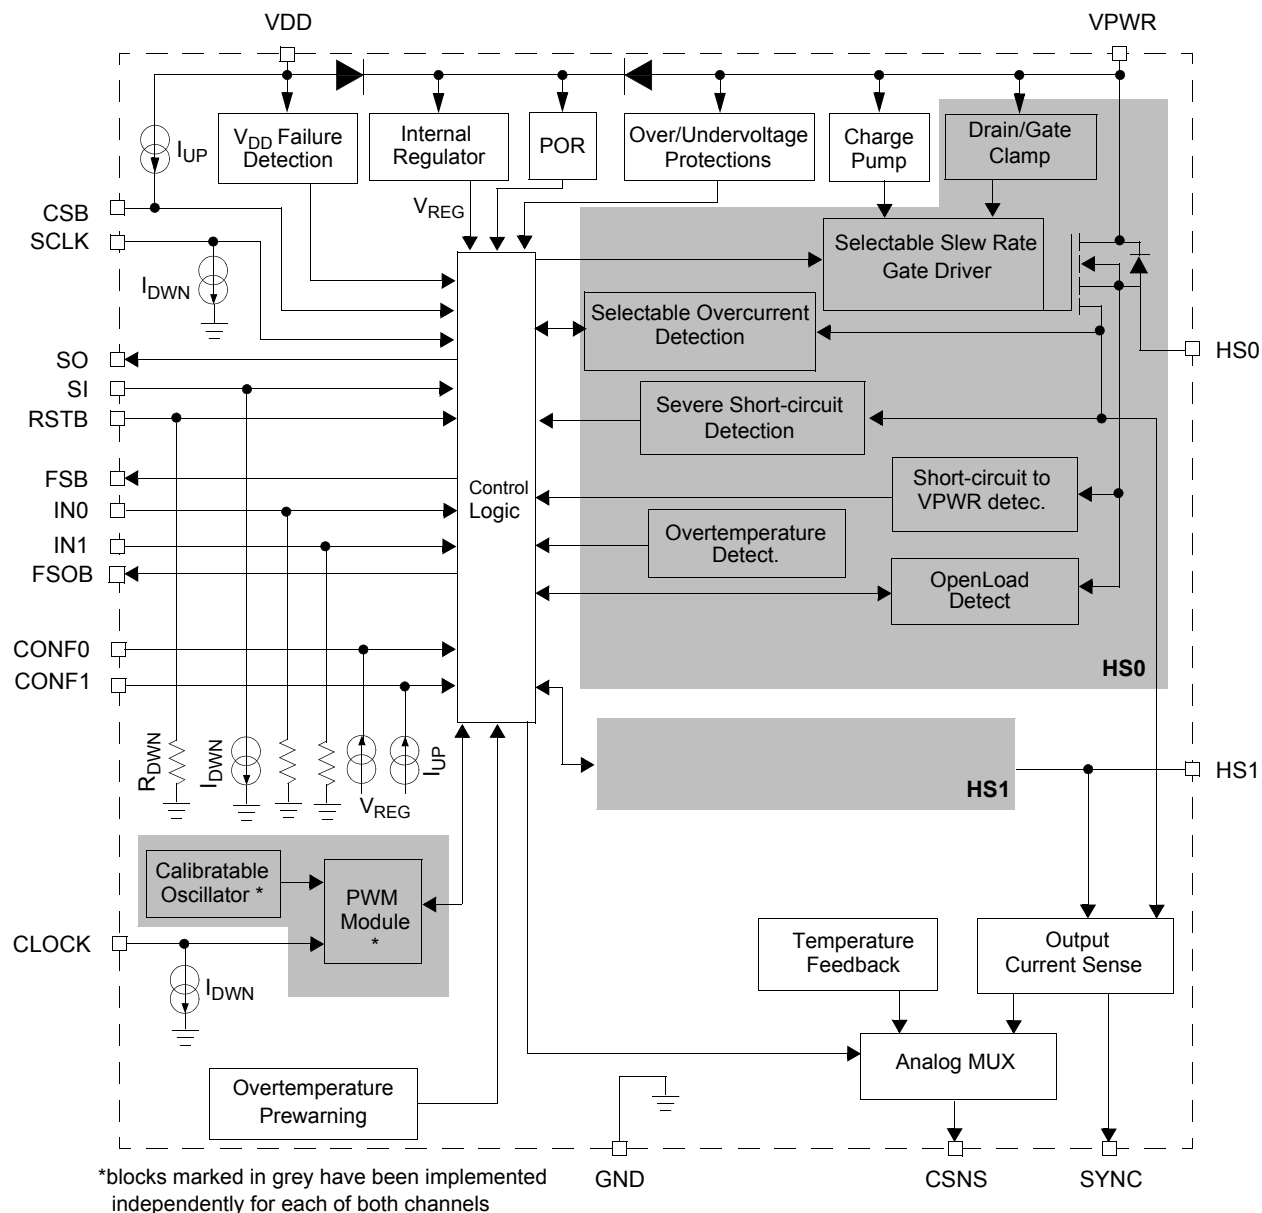 VDD
VPWR
IUP
VDD Failure
Detection
Internal
Regulator
POR
Over/Undervoltage
Protections
Charge
Pump
Drain/Gate
Clamp
VREG
CSB
SCLK
IDWN
Selectable Slew Rate
Gate Driver
Selectable Overcurrent
Detection
SO
HS0
SI
RSTB
Severe Short-circuit
Detection
FSB
IN0
IN1
FSOB
Control
Logic
Short-circuit to
VPWR detec.
Overtemperature
Detect.
OpenLoad
Detect
CONF0
CONF1
HS0
RDWN
IDWN
IUP
VREG
HS1
HS1
Calibratable
Oscillator *
PWM
Module
*
CLOCK
IDWN
Temperature
Feedback
Output
Current Sense
Analog MUX
Overtemperature
Prewarning
GND
CSNS
SYNC
*blocks marked in grey have been implemented
independently for each of both channels